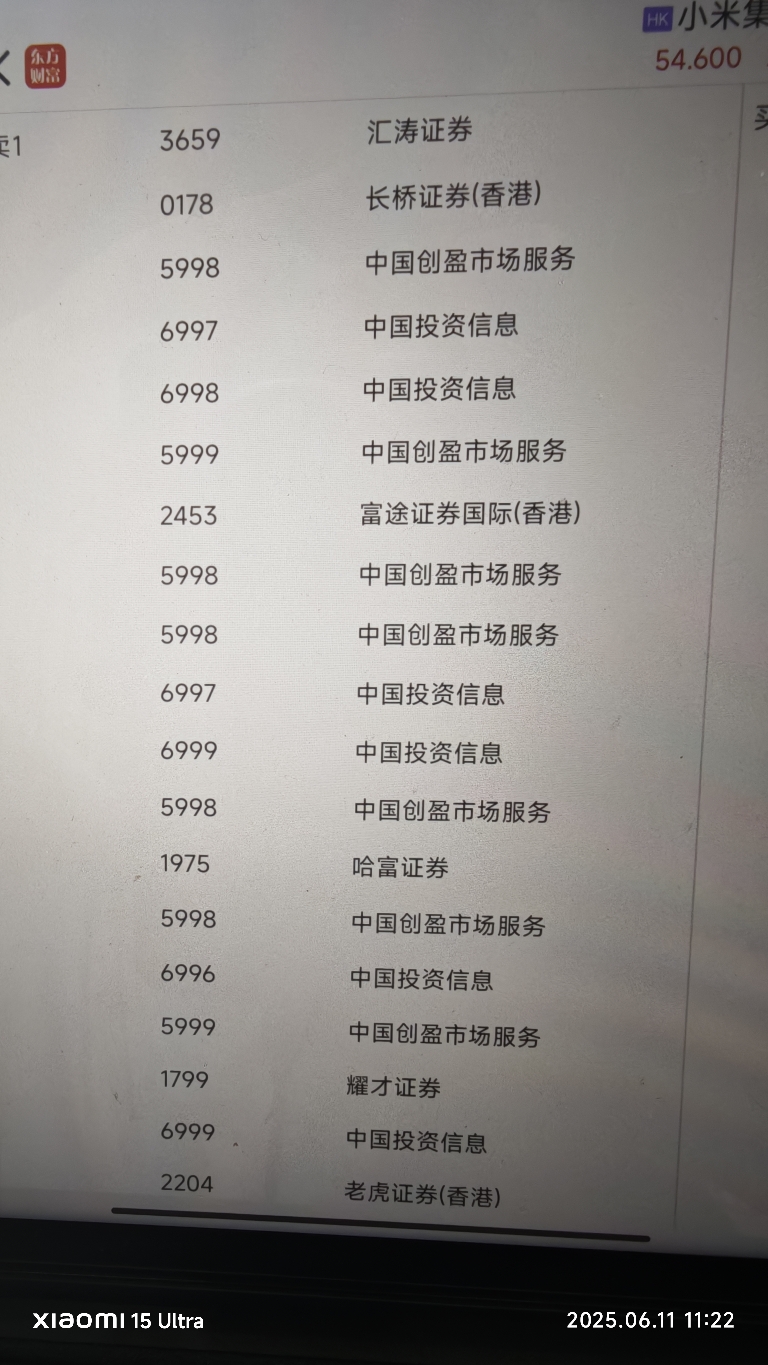 HK 小米集
东方
财富
54.600
卖1 3659 汇涛证券
0178 长桥证券(香港)
5998 中国创盈市场服务
6997 中国投资信息
6998 中国投资信息
5999 中国创盈市场服务
2453 富途证券国际(香港)
5998 中国创盈市场服务
5998 中国创盈市场服务
6997 中国投资信息
6999 中国投资信息
5998 中国创盈市场服务
1975 哈富证券
5998 中国创盈市场服务
6996 中国投资信息
5999 中国创盈市场服务
1799 耀才证券
6999 中国投资信息
2204 老虎证券(香港)
xiaomi 15 Ultra
2025.06.11 11:22